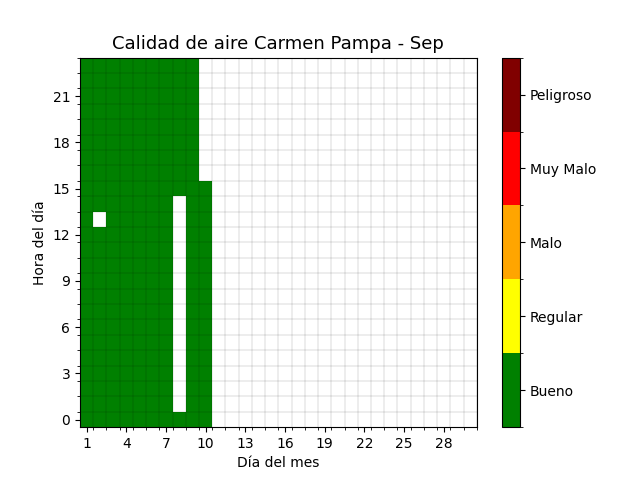 Calidad de aire Carmen Pampa - Sep
Hora del día
21
18
15
12
9
6
3
0
1 4 7 10 13 16 19 22 25 28
Día del mes
Peligroso
Muy Malo
Malo
Regular
Bueno